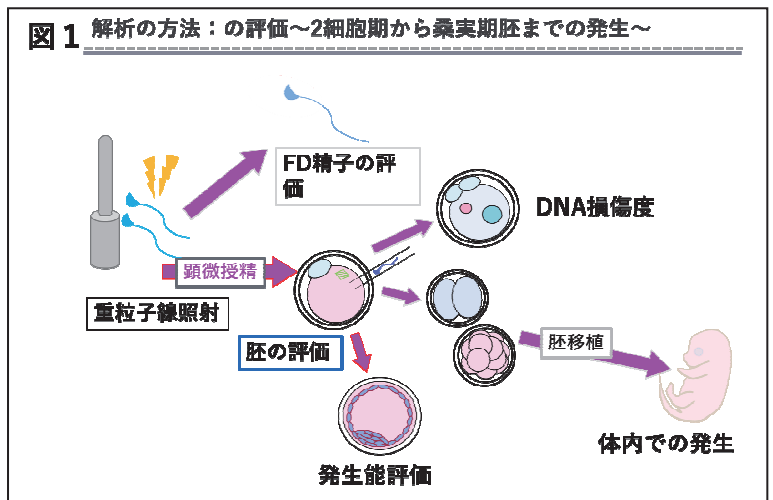 図1 解析の方法：の評価～2細胞期から桑実期胚までの発生～
FD精子の評
価
DNA損傷度
顕微授精
重粒子線照射
胚の評価
胚移植
体内での発生
発生能評価